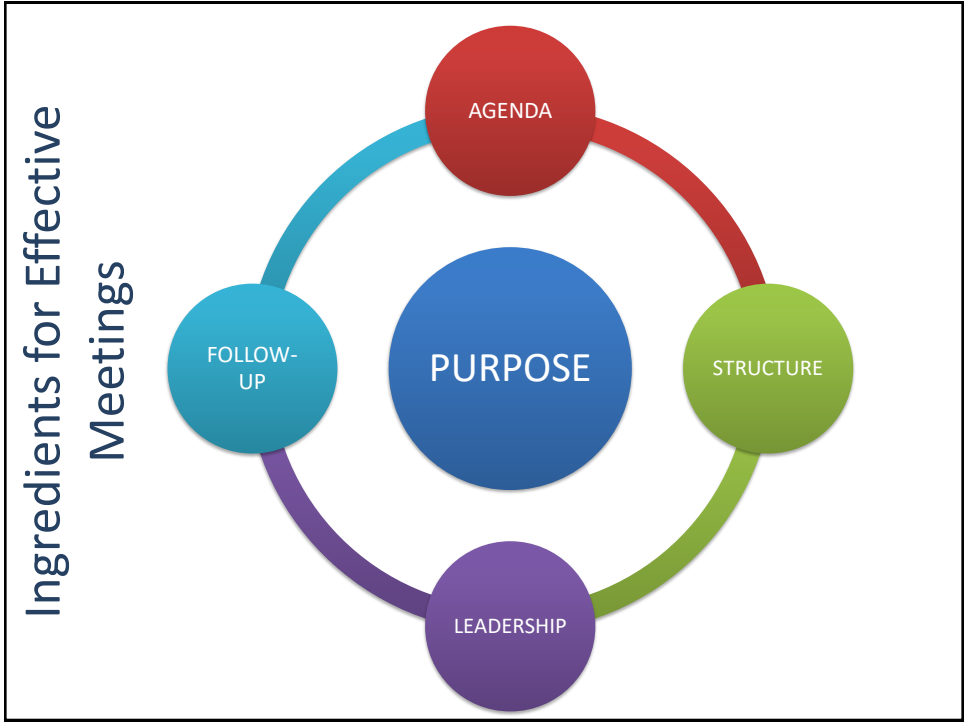 Ingredients for Effective
Meetings
AGENDA
FOLLOW-
UP
PURPOSE
STRUCTURE
LEADERSHIP